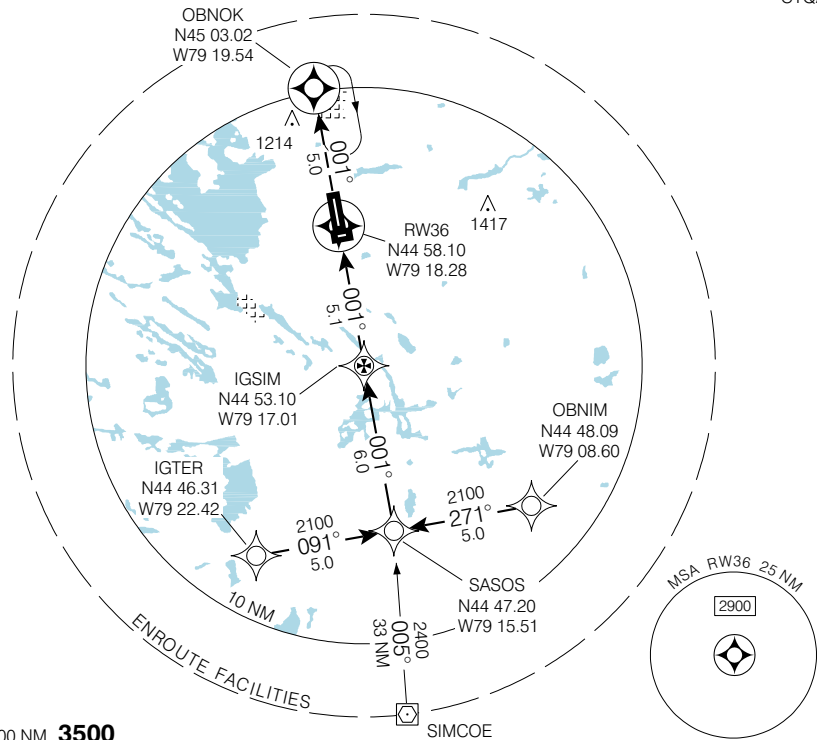 OBNOK
N45 03.02
W79 19.54
1214
001°
5.0
1417
RW36
N44 58.10
W79 18.28
001°
5.1
IGSIM
N44 53.10
W79 17.01
OBNIM
N44 48.09
W79 08.60
001°
6.0
IGTER
N44 46.31
W79 22.42
2100
091°
5.0
2100
271°
5.0
SASOS
N44 47.20
W79 15.51
10 NM
2400
005°
33 NM
ENROUTE FACILITIES
SIMCOE
MSA RW36 25 NM
2900
00 NM 3500